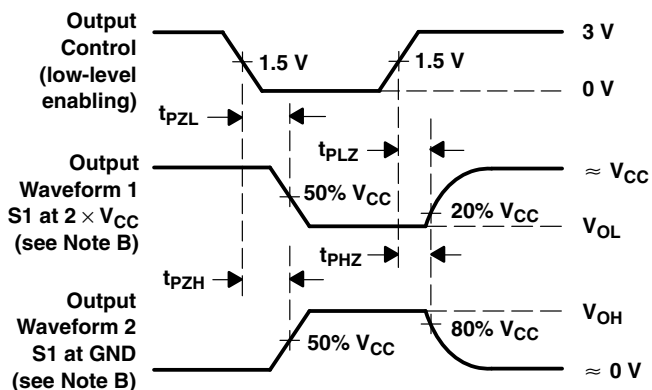 Output
Control
(low-level
enabling)
1.5 V
1.5 V
3 V
0 V
tPZL
tPLZ
Output
Waveform 1
S1 at 2 × VCC
(see Note B)
50% VCC
20% VCC
≈ VCC
VOL
tPZH
tPHZ
Output
Waveform 2
S1 at GND
(see Note B)
50% VCC
80% VCC
VOH
≈ 0 V